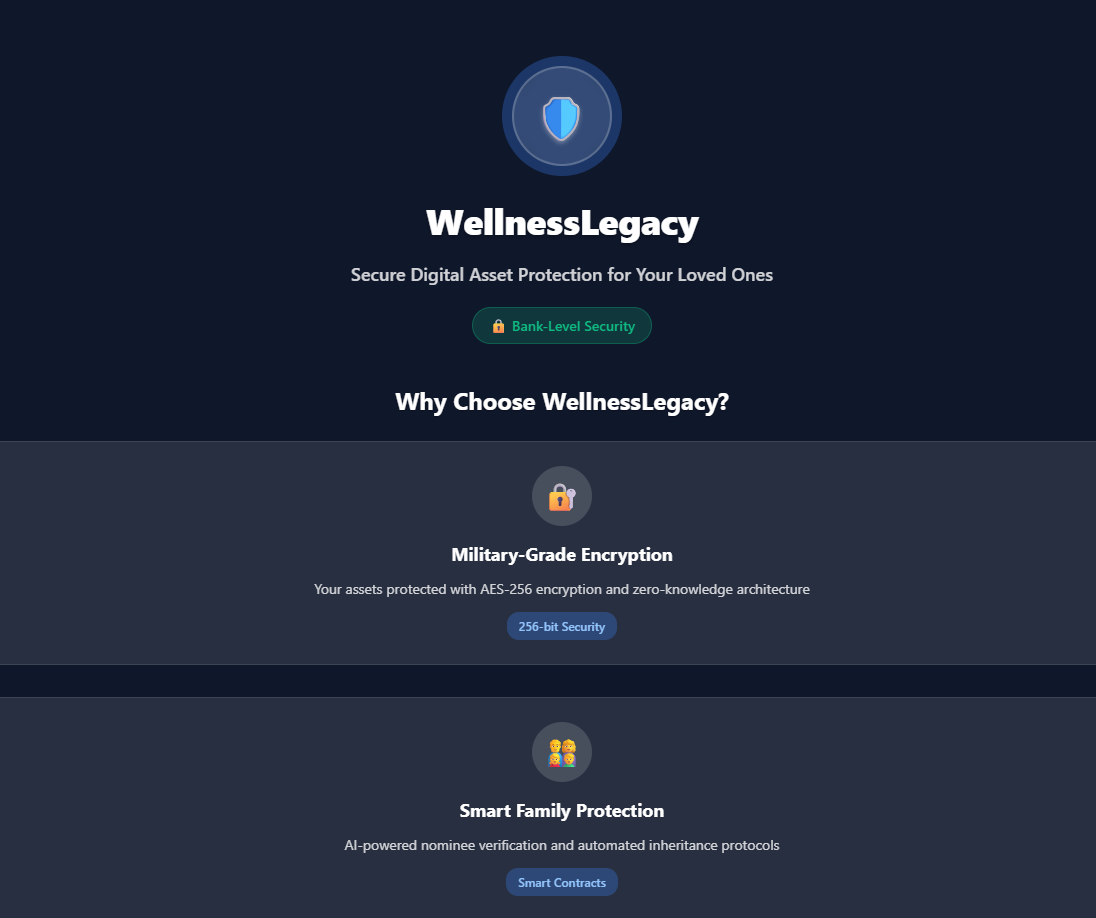 WellnessLegacy
Secure Digital Asset Protection for Your Loved Ones
Bank-Level Security
Why Choose WellnessLegacy?
Military-Grade Encryption
Your assets protected with AES-256 encryption and zero-knowledge architecture
256-bit Security
Smart Family Protection
AI-powered nominee verification and automated inheritance protocols
Smart Contracts